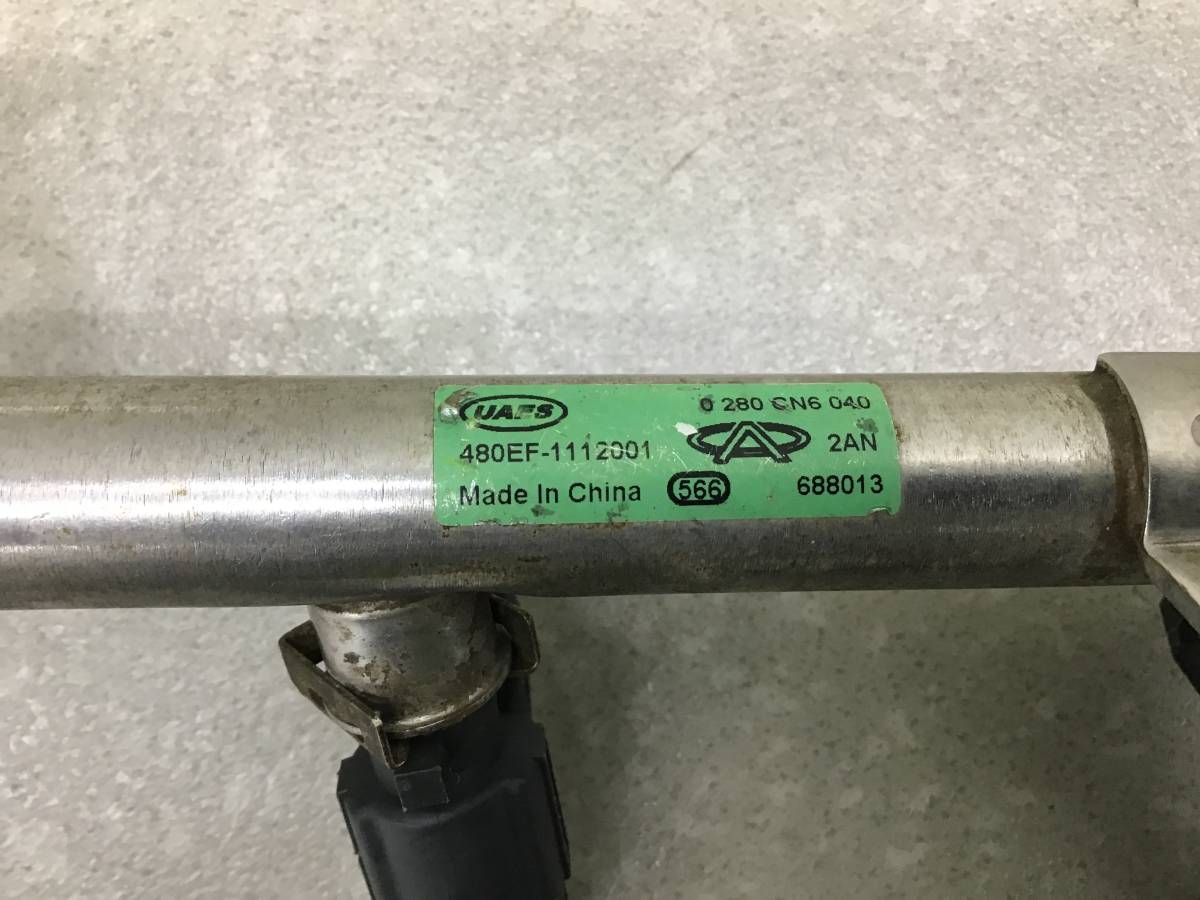 UAES 0 280 CN6 040
480EF-1112001 2AN
Made In China 566 688013